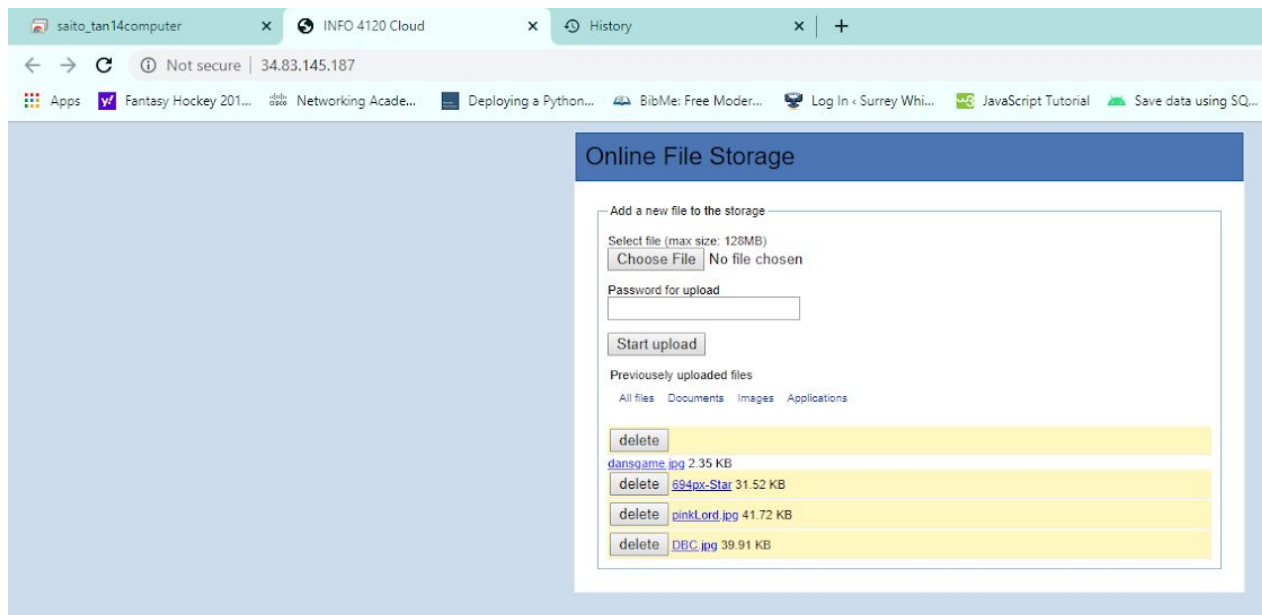 saito_tan14computer
INFO 4120 Cloud
History
Not secure
34.83.145.187
Apps
Fantasy Hockey 201...
Networking Acade...
Deploying a Python...
BibMe: Free Moder...
Log In ‹ Surrey Whi...
JavaScript Tutorial
Save data using SQ...
Online File Storage
Add a new file to the storage
Select file (max size: 128MB)
Choose File No file chosen
Password for upload
Start upload
Previousely uploaded files
All files Documents Images Applications
delete
dansgame.jpg 2.35 KB
delete 694px-Star 31.52 KB
delete pinkLord.jpg 41.72 KB
delete DBC.jpg 39.91 KB